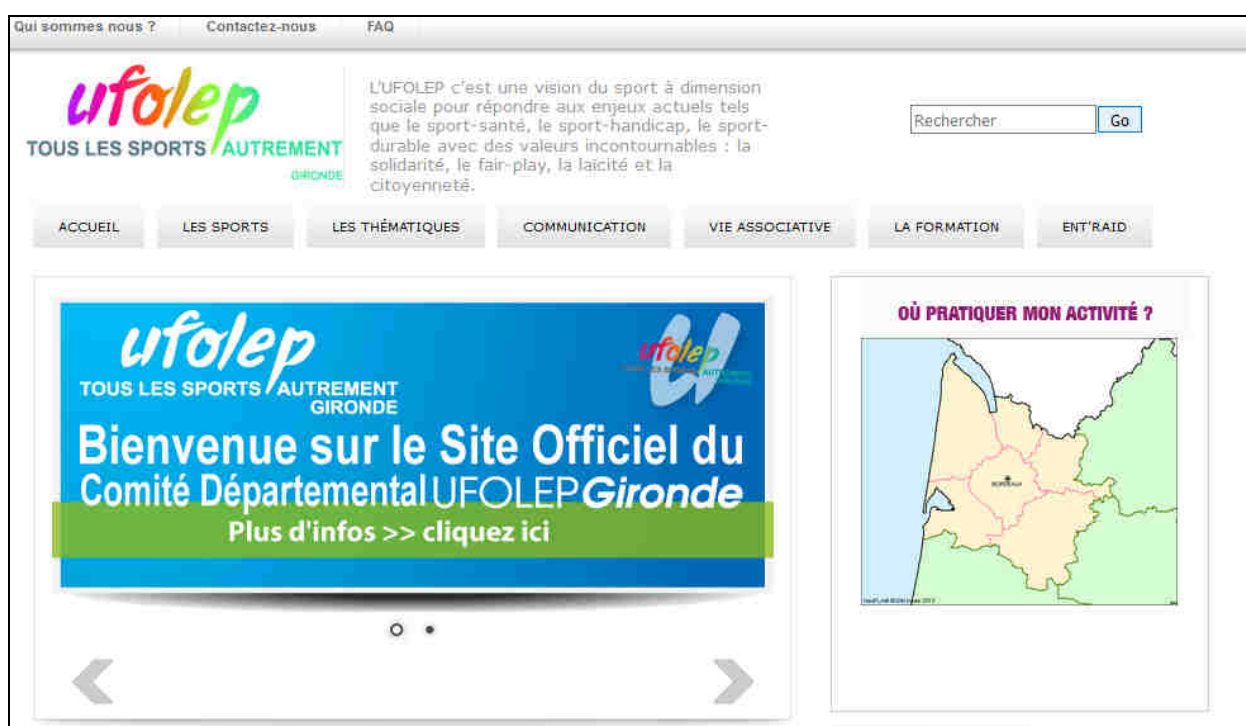 Qui sommes nous ? Contactez-nous FAQ
ufolep
TOUS LES SPORTS AUTREMENT
GIRONDE
L'UFOLEP c'est une vision du sport à dimension
sociale pour répondre aux enjeux actuels tels
que le sport-santé, le sport-handicap, le sport-
durable avec des valeurs incontournables : la
solidarité, le fair-play, la laïcité et la
citoyenneté.
Rechercher Go
ACCUEIL LES SPORTS LES THÉMATIQUES COMMUNICATION VIE ASSOCIATIVE LA FORMATION ENT'RAID
ufolep
TOUS LES SPORTS AUTREMENT
GIRONDE
ufolep
Bienvenue sur le Site Officiel du
Comité Départemental UFOLEP Gironde
Plus d'infos >> cliquez ici
OÙ PRATIQUER MON ACTIVITÉ ?
BORDEAUX